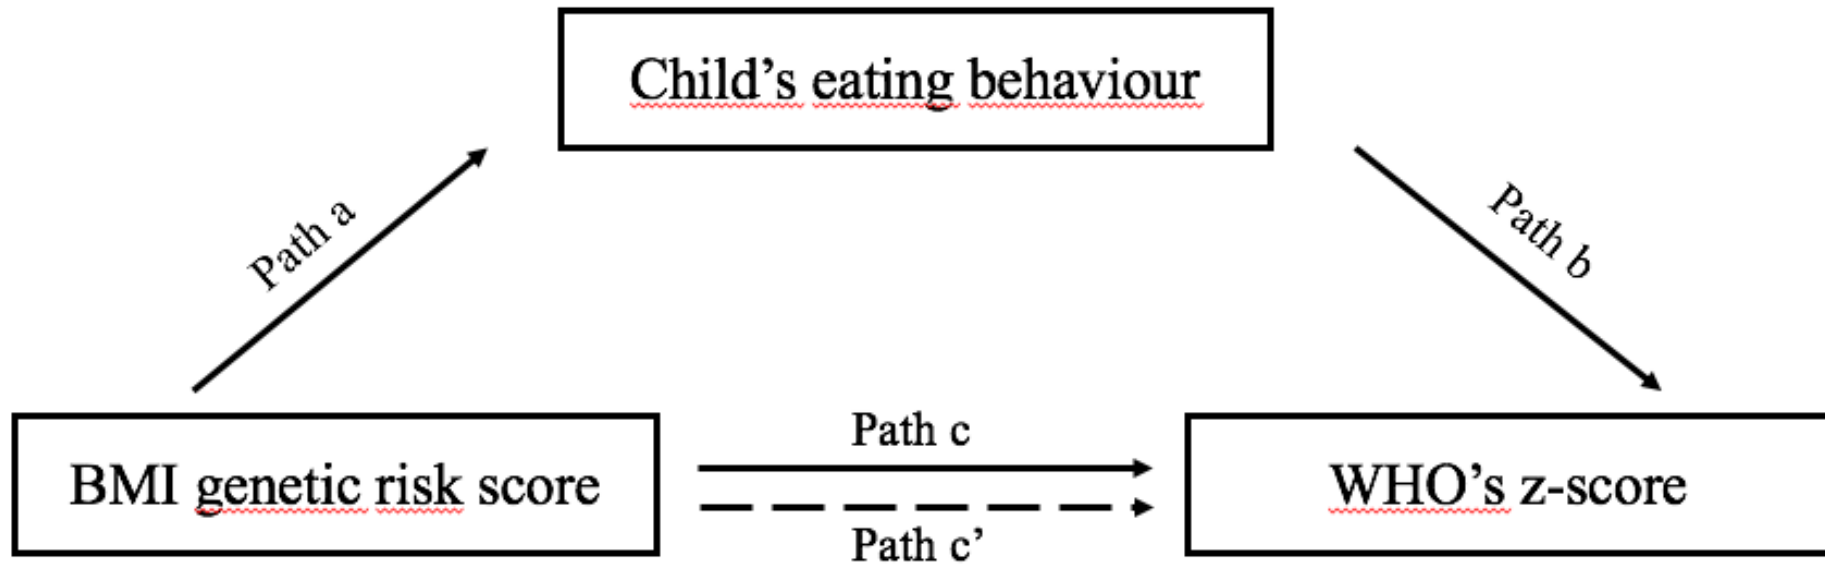 Child’s eating behaviour
Path a
Path b
Path c
BMI genetic risk score
WHO’s z-score
Path c’